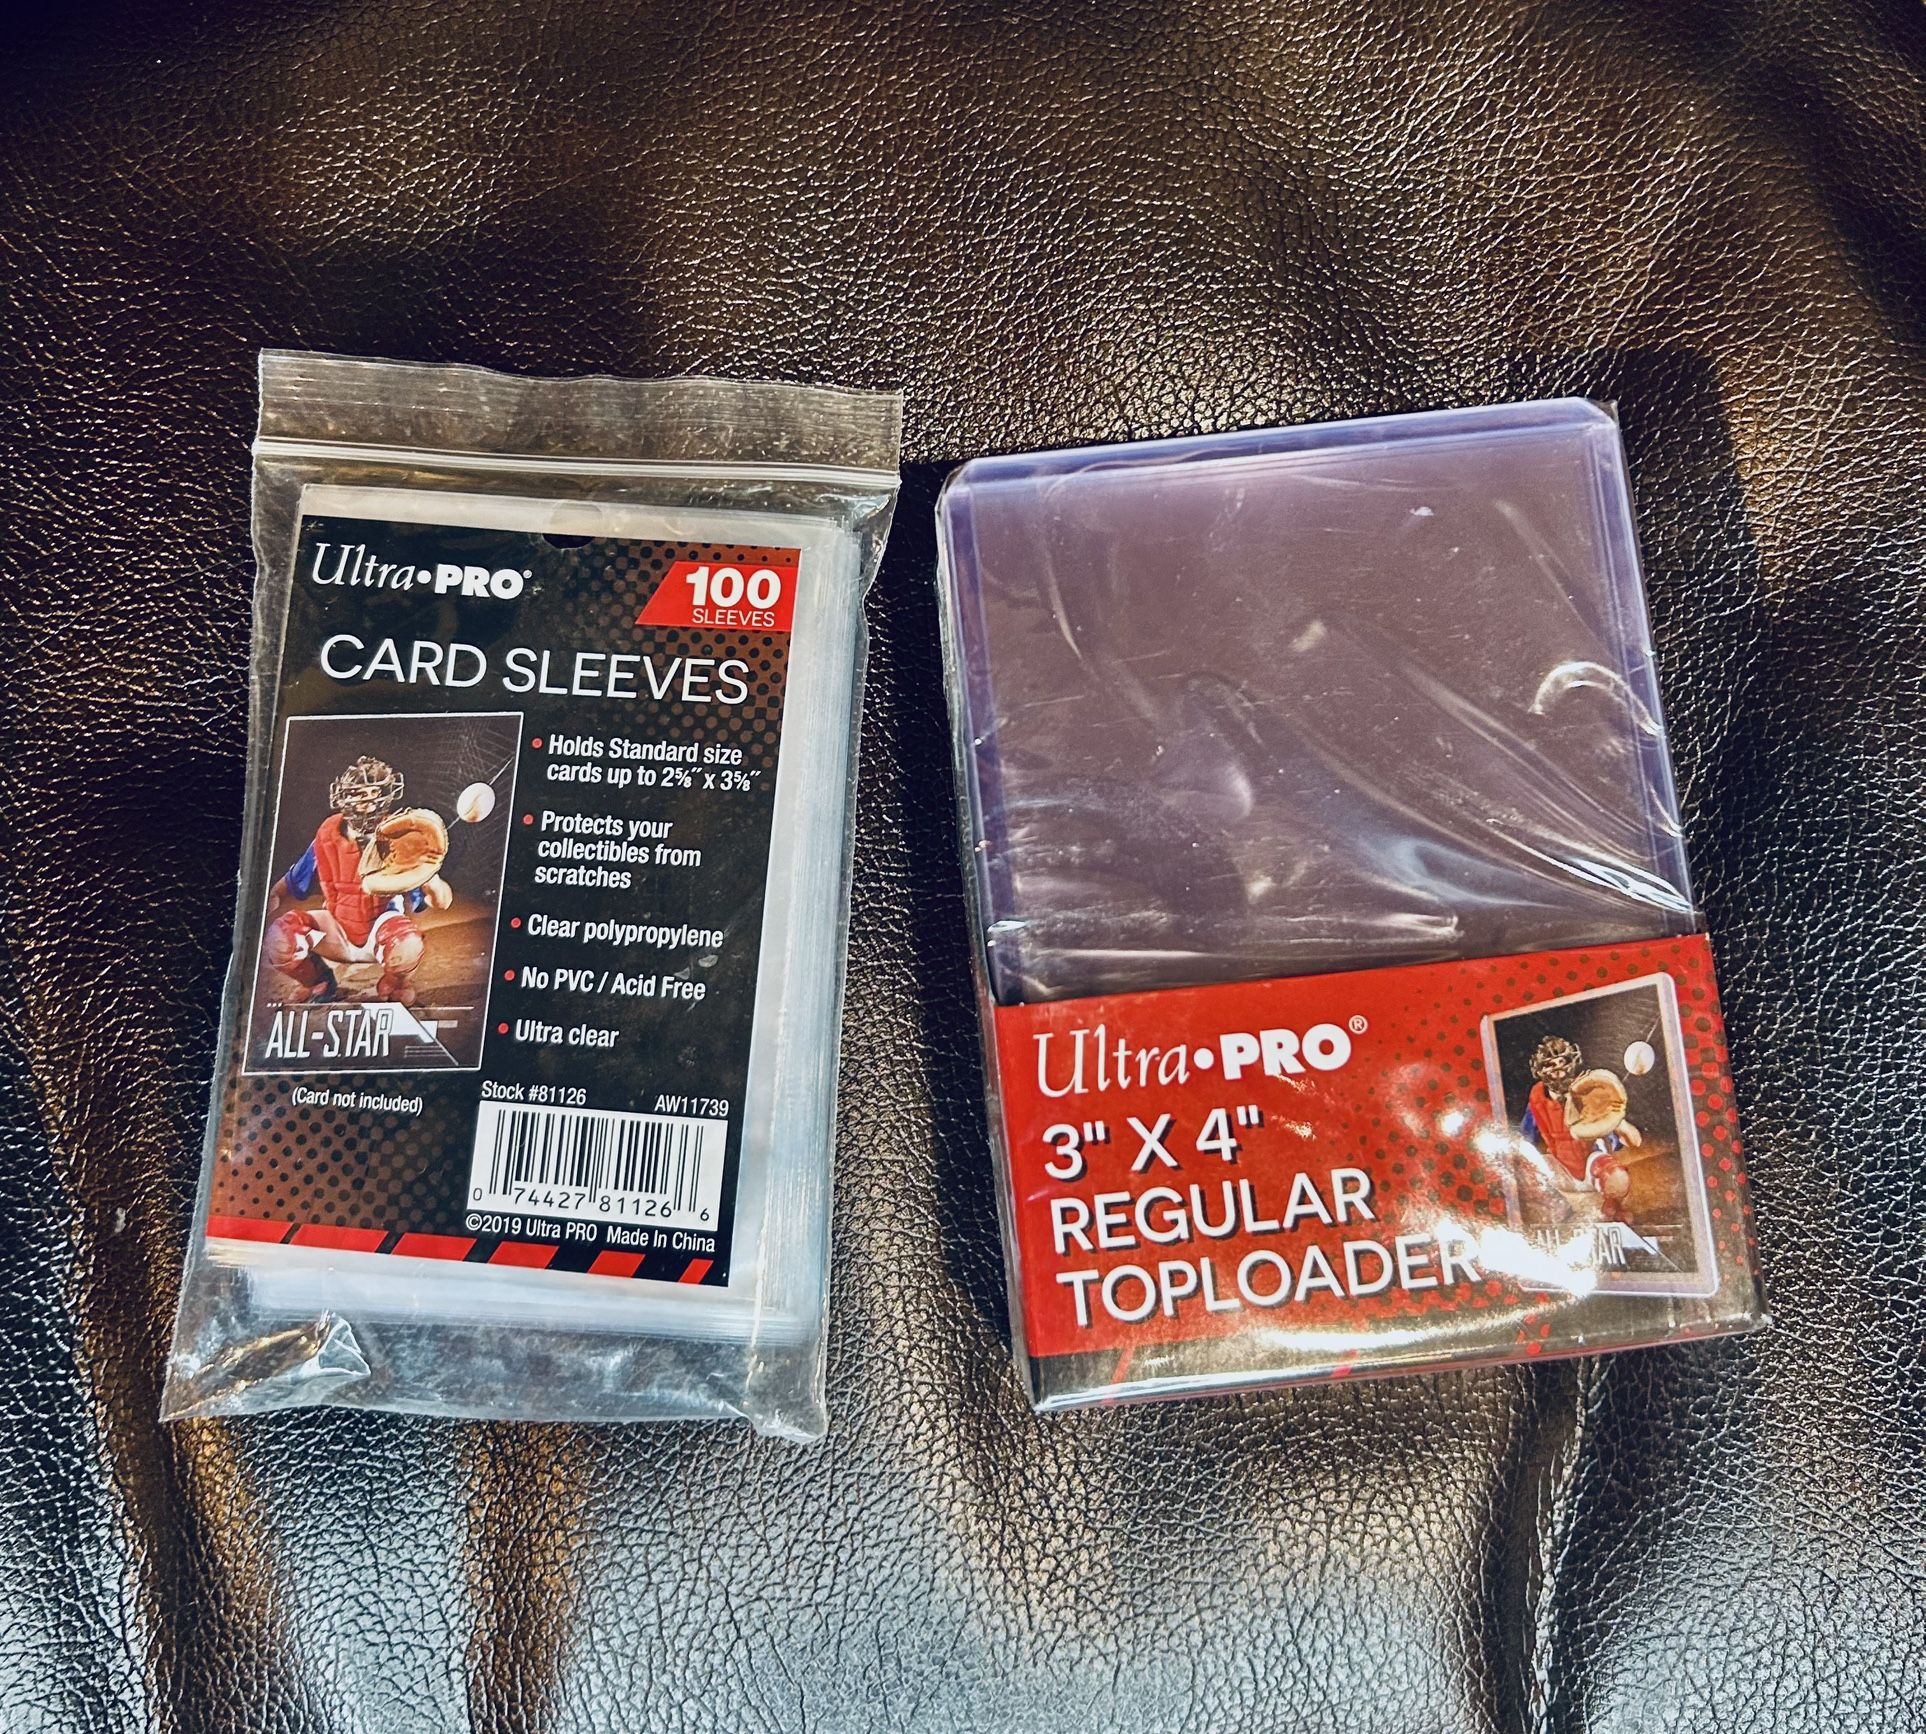 Ultra•PRO®
100
SLEEVES
CARD SLEEVES
• Holds Standard size
cards up to 2⅝" x 3⅝"
• Protects your
collectibles from
scratches
• Clear polypropylene
• No PVC / Acid Free
• Ultra clear
ALL-STAR
(Card not included)
Stock #81126
AW11739
0 74427 81126 6
©2019 Ultra PRO Made In China
Ultra•PRO®
3" X 4"
REGULAR
TOPLOADER
ALL-STAR